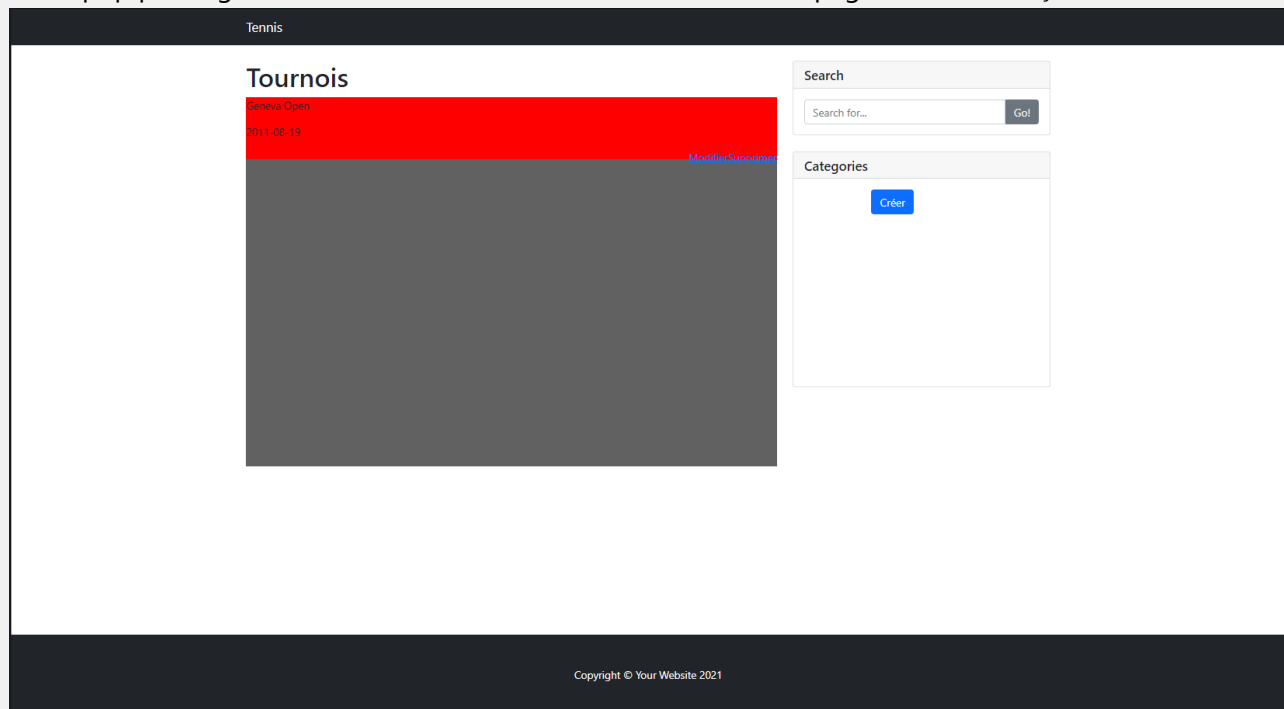 Tennis
Tournois
Geneva Open
2011-08-19
ModifierSupprimer
Search
Search for...
Go!
Categories
Créer
Copyright © Your Website 2021